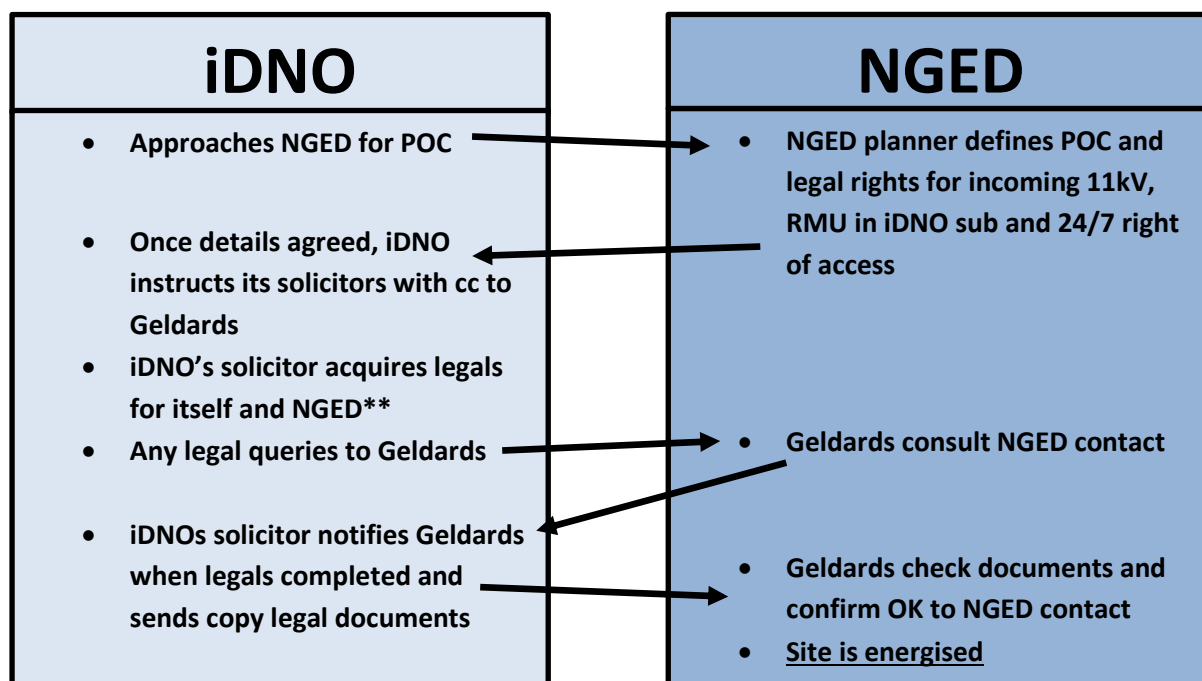 iDNO
• Approaches NGED for POC
• Once details agreed, iDNO
instructs its solicitors with cc to
Geldards
• iDNO’s solicitor acquires legals
for itself and NGED**
• Any legal queries to Geldards
• iDNOs solicitor notifies Geldards
when legals completed and
sends copy legal documents
NGED
• NGED planner defines POC and
legal rights for incoming 11kV,
RMU in iDNO sub and 24/7 right
of access
• Geldards consult NGED contact
• Geldards check documents and
confirm OK to NGED contact
• Site is energised